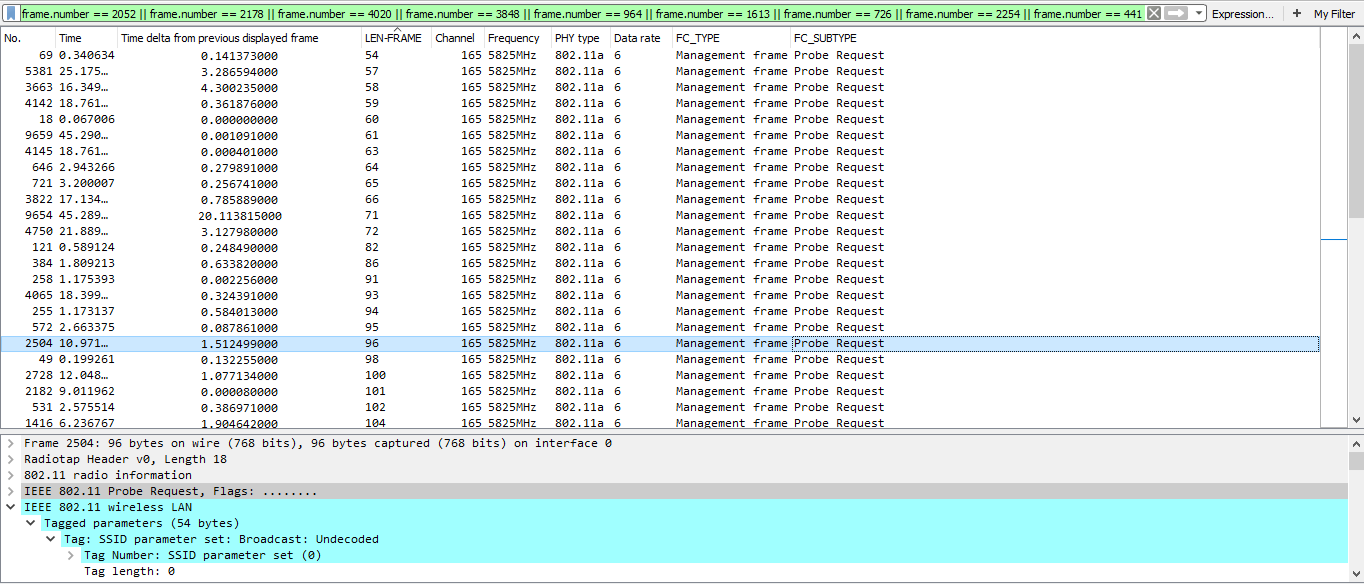 frame.number == 2052 || frame.number == 2178 || frame.number == 4020 || frame.number == 3848 || frame.number == 964 || frame.number == 1613 || frame.number == 726 || frame.number == 2254 || frame.number == 441 Expression... + My Filter
No. Time Time delta from previous displayed frame LEN-FRAME Channel Frequency PHY type Data rate FC_TYPE FC_SUBTYPE
69 0.340634 0.141373000 54 165 5825MHz 802.11a 6 Management frame Probe Request
5381 25.175… 3.286594000 57 165 5825MHz 802.11a 6 Management frame Probe Request
3663 16.349… 4.300235000 58 165 5825MHz 802.11a 6 Management frame Probe Request
4142 18.761… 0.361876000 59 165 5825MHz 802.11a 6 Management frame Probe Request
18 0.067006 0.000000000 60 165 5825MHz 802.11a 6 Management frame Probe Request
9659 45.290… 0.001091000 61 165 5825MHz 802.11a 6 Management frame Probe Request
4145 18.761… 0.000401000 63 165 5825MHz 802.11a 6 Management frame Probe Request
646 2.943266 0.279891000 64 165 5825MHz 802.11a 6 Management frame Probe Request
721 3.200007 0.256741000 65 165 5825MHz 802.11a 6 Management frame Probe Request
3822 17.134… 0.785889000 66 165 5825MHz 802.11a 6 Management frame Probe Request
9654 45.289… 20.113815000 71 165 5825MHz 802.11a 6 Management frame Probe Request
4750 21.889… 3.127980000 72 165 5825MHz 802.11a 6 Management frame Probe Request
121 0.589124 0.248490000 82 165 5825MHz 802.11a 6 Management frame Probe Request
384 1.809213 0.633820000 86 165 5825MHz 802.11a 6 Management frame Probe Request
258 1.175393 0.002256000 91 165 5825MHz 802.11a 6 Management frame Probe Request
4065 18.399… 0.324391000 93 165 5825MHz 802.11a 6 Management frame Probe Request
255 1.173137 0.584013000 94 165 5825MHz 802.11a 6 Management frame Probe Request
572 2.663375 0.087861000 95 165 5825MHz 802.11a 6 Management frame Probe Request
2504 10.971… 1.512499000 96 165 5825MHz 802.11a 6 Management frame Probe Request
49 0.199261 0.132255000 98 165 5825MHz 802.11a 6 Management frame Probe Request
2728 12.048… 1.077134000 100 165 5825MHz 802.11a 6 Management frame Probe Request
2182 9.011962 0.000080000 101 165 5825MHz 802.11a 6 Management frame Probe Request
531 2.575514 0.386971000 102 165 5825MHz 802.11a 6 Management frame Probe Request
1416 6.236767 1.904642000 104 165 5825MHz 802.11a 6 Management frame Probe Request
Frame 2504: 96 bytes on wire (768 bits), 96 bytes captured (768 bits) on interface 0
Radiotap Header v0, Length 18
802.11 radio information
IEEE 802.11 Probe Request, Flags: ........
IEEE 802.11 wireless LAN
Tagged parameters (54 bytes)
Tag: SSID parameter set: Broadcast: Undecoded
Tag Number: SSID parameter set (0)
Tag length: 0